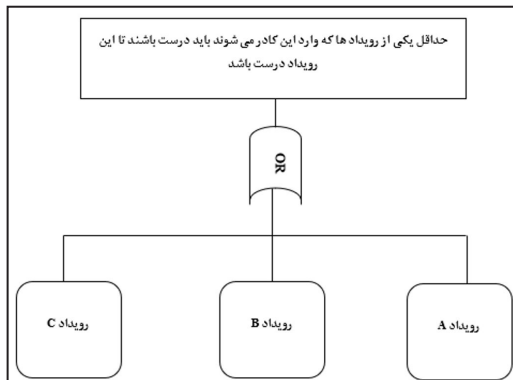 حداقل یکی از رویداد ها که وارد این کادر می شوند باید درست باشند تا این
رویداد درست باشد
OR
رویداد A
رویداد B
رویداد C